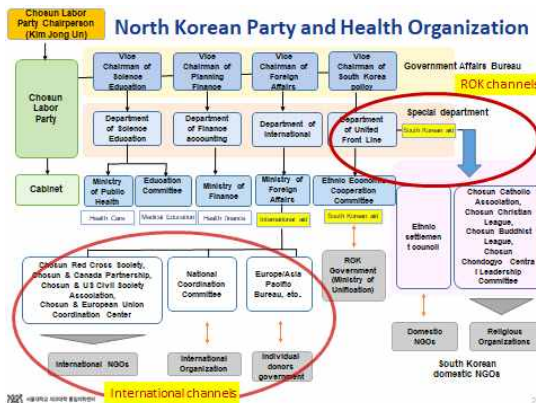 Chosun Labor
Party Chairperson
(Kim Jong Un)
North Korean Party and Health Organization
Vice
Chairman of
Science
Education
Vice
Chairman of
Planning
Finance
Vice
Chairman of
Foreign
Affairs
Vice
Chairman of
South Korea
policy
Government Affairs Bureau
ROK channels
Chosun
Labor
Party
Department
of Science
Education
Department
of Finance
accounting
Department of
International
Department
of United
Front Line
South Korean aid
Special department
Cabinet
Ministry of
Public Health
Education
Committee
Ministry of
Finance
Ministry of
Foreign
Affairs
Ethnic Economic
Cooperation
Committee
Health Care
Medical Education
Health finance
International aid
South Korean aid
Ethnic
settlemen
t council
Chosun Catholic
Association,
Chosun Christian
League,
Chosun Buddhist
League,
Chosun
Chondogyo Centra
l Leadership
Committee
Chosun Red Cross Society,
Chosun & Canada Partnership,
Chosun & US Civil Society
Association,
Chosun & European Union
Coordination Center
National
Coordination
Committee
Europe/Asia
Pacific
Bureau, etc.
ROK
Government
(Ministry of
Unification)
International NGOs
International
Organization
Individual
donors
government
Domestic
NGOs
Religious
Organizations
South Korean
domestic NGOs
International channels